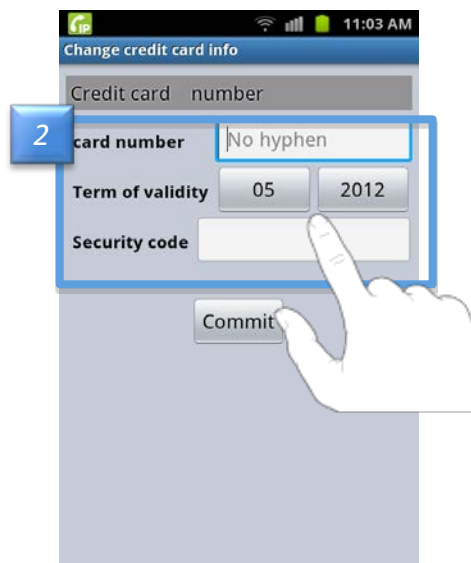 IP 11:03 AM
Change credit card info
Credit card number
2
card number No hyphen
Term of validity 05 2012
Security code
Commit